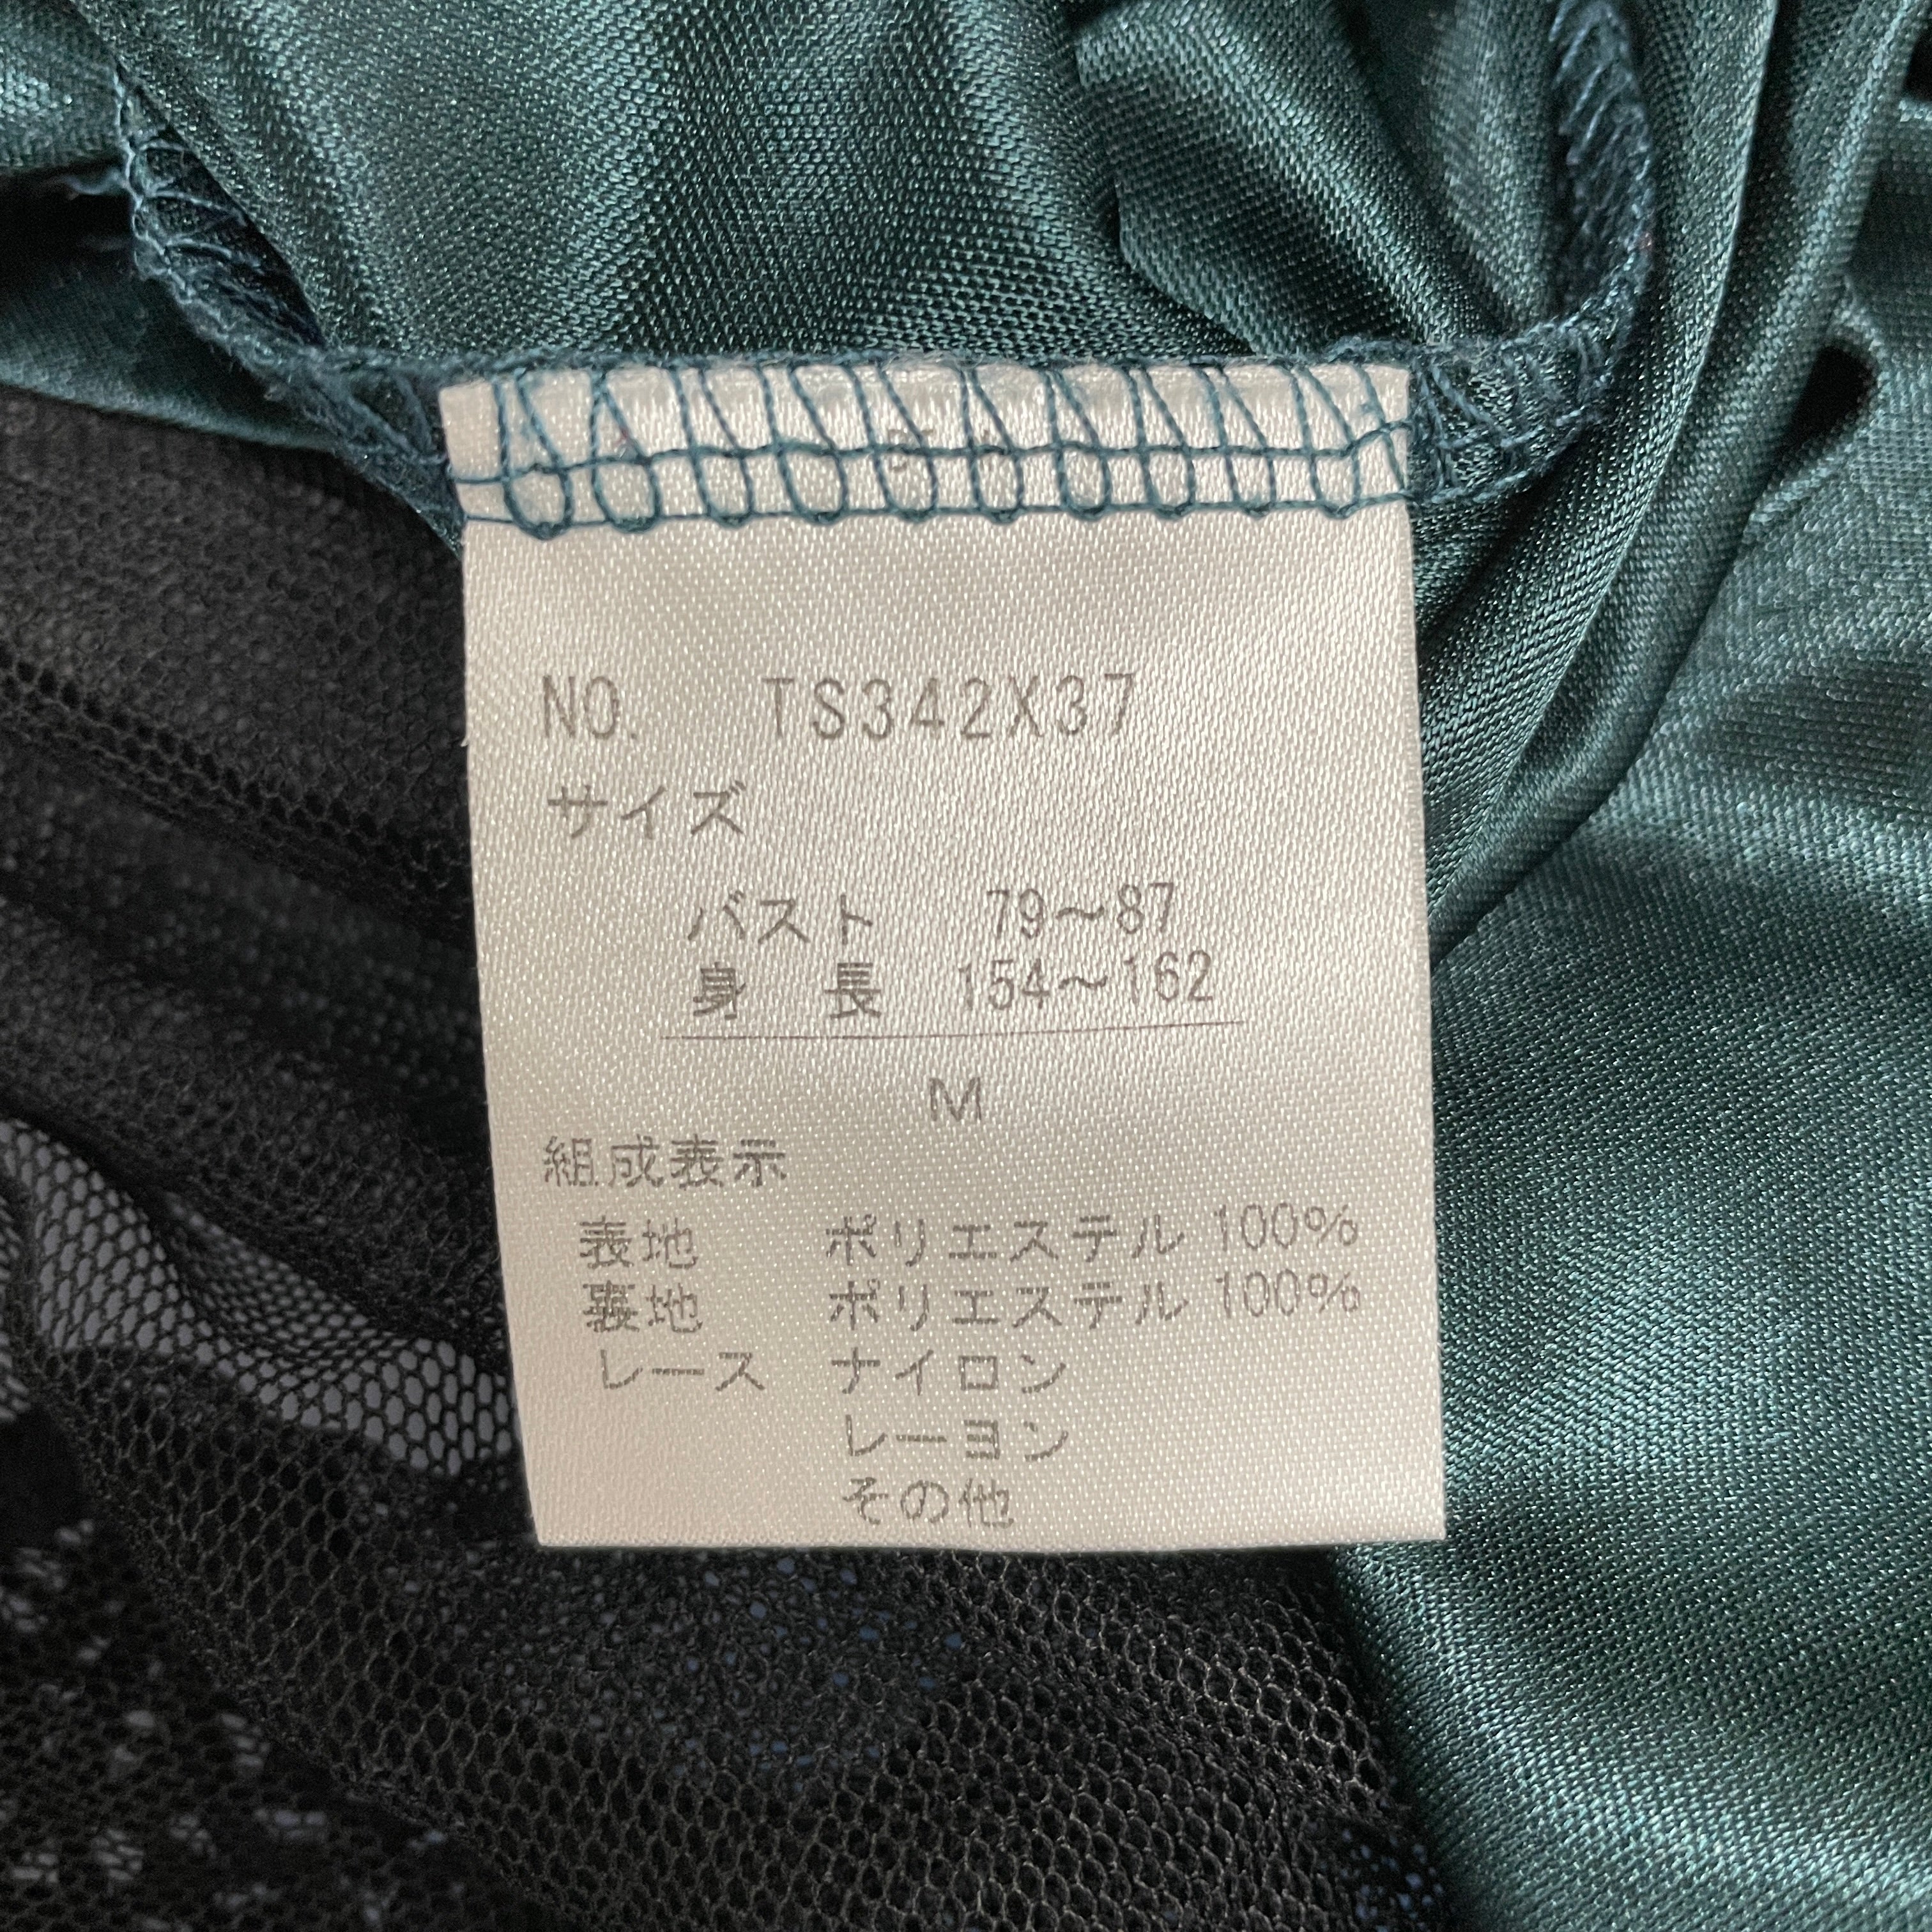 NO. TS342X37
サイズ
バスト 79～87
身長 154～162
M
組成表示
表地 ポリエステル 100%
裏地 ポリエステル 100%
レース ナイロン
レーヨン
その他